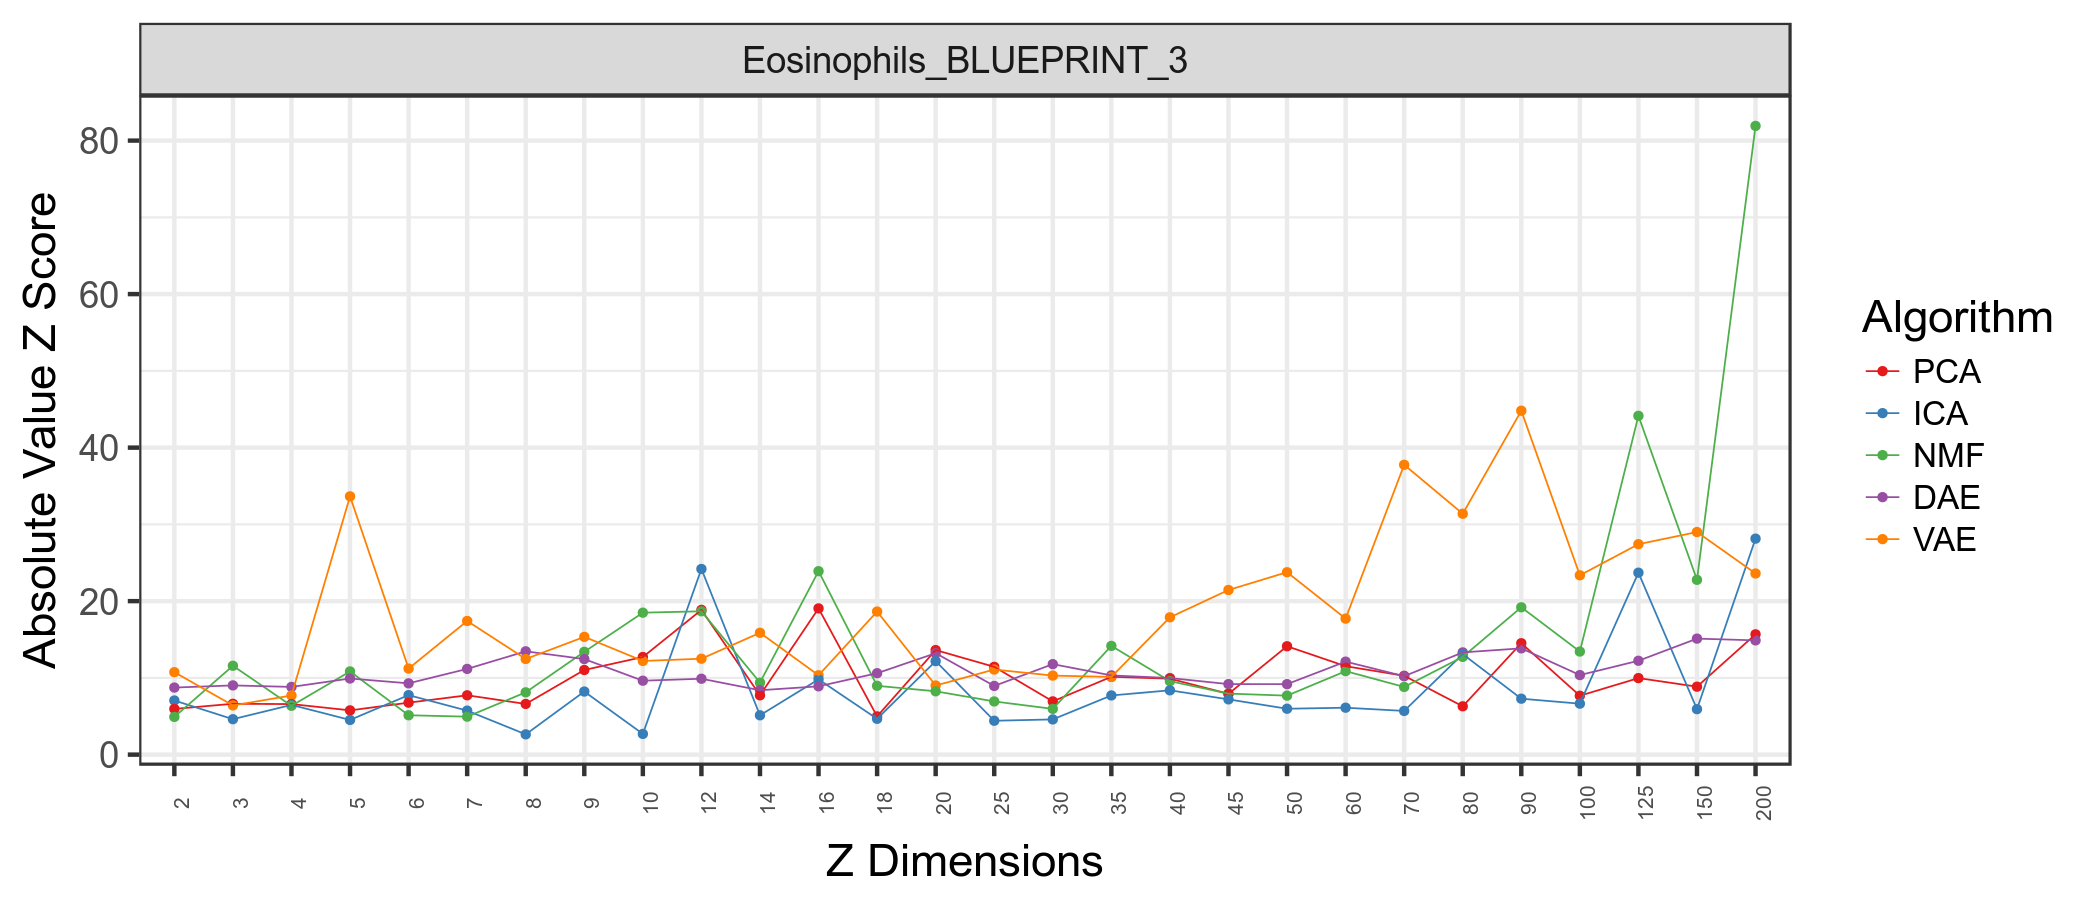 Eosinophils_BLUEPRINT_3
Absolute Value Z Score
80
60
40
20
0
2 3 4 5 6 7 8 9 10 12 14 16 18 20 25 30 35 40 45 50 60 70 80 90 100 125 150 200
Z Dimensions
Algorithm
PCA
ICA
NMF
DAE
VAE